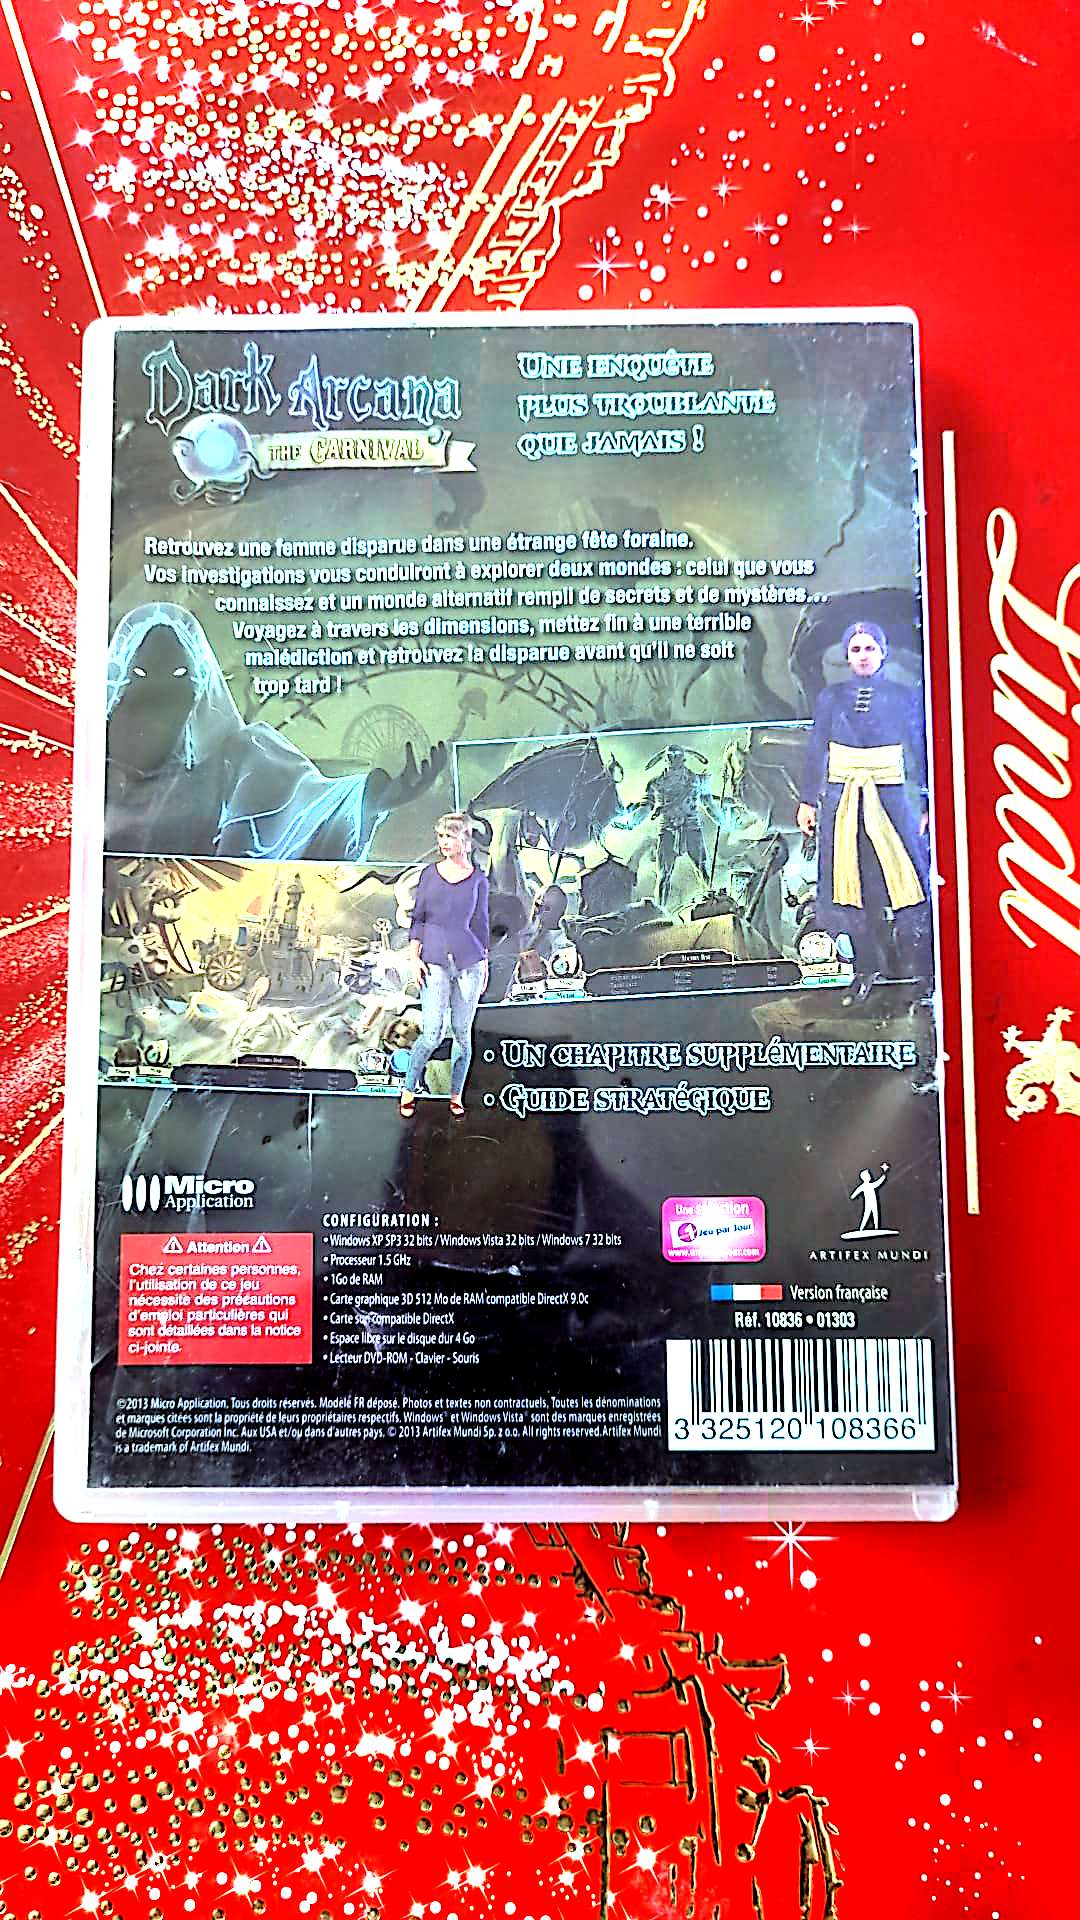 Dark Arcana
THE CARNIVAL
UNE ENQUÊTE
PLUS TROUBLANTE
QUE JAMAIS !
Retrouvez une femme disparue dans une étrange fête foraine.
Vos investigations vous conduiront à explorer deux mondes : celui que vous
connaissez et un monde alternatif rempli de secrets et de mystères...
Voyagez à travers les dimensions, mettez fin à une terrible
malédiction et retrouvez la disparue avant qu'il ne soit
trop tard !
• UN CHAPITRE SUPPLÉMENTAIRE
• GUIDE STRATÉGIQUE
Micro
Application
Attention
Chez certaines personnes,
l'utilisation de ce jeu
nécessite des précautions
d'emploi particulières qui
sont détaillées dans la notice
ci-jointe.
CONFIGURATION :
• Windows XP SP3 32 bits / Windows Vista 32 bits / Windows 7 32 bits
• Processeur 1.5 GHz
• 1Go de RAM
• Carte graphique 3D 512 Mo de RAM compatible DirectX 9.0c
• Carte son compatible DirectX
• Espace libre sur le disque dur 4 Go
• Lecteur DVD-ROM - Clavier - Souris
Une sélection
1 Jeu par Jour
ARTIFEX MUNDI
Version française
Réf. 10836 • 01303
3 325120 108366
©2013 Micro Application. Tous droits réservés. Modèle FR déposé. Photos et textes non contractuels. Toutes les dénominations
et marques citées sont la propriété de leurs propriétaires respectifs. Windows® et Windows Vista® sont des marques enregistrées
de Microsoft Corporation Inc. Aux USA et/ou dans d'autres pays. © 2013 Artifex Mundi Sp. z o.o. All rights reserved. Artifex Mundi
is a trademark of Artifex Mundi.
Lindt